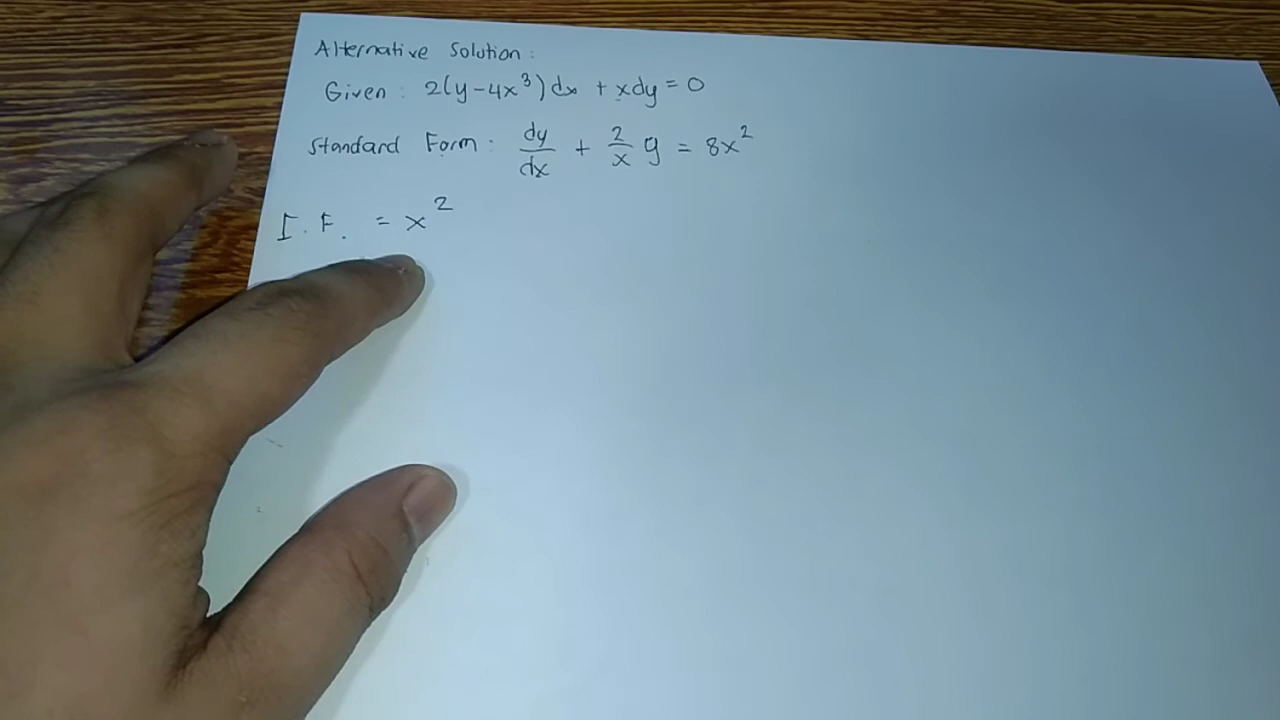 Alternative Solution:
Given: 2(y-4x³)dx + xdy = 0
Standard Form: dy/dx + 2/x y = 8x²
I.F. = x²